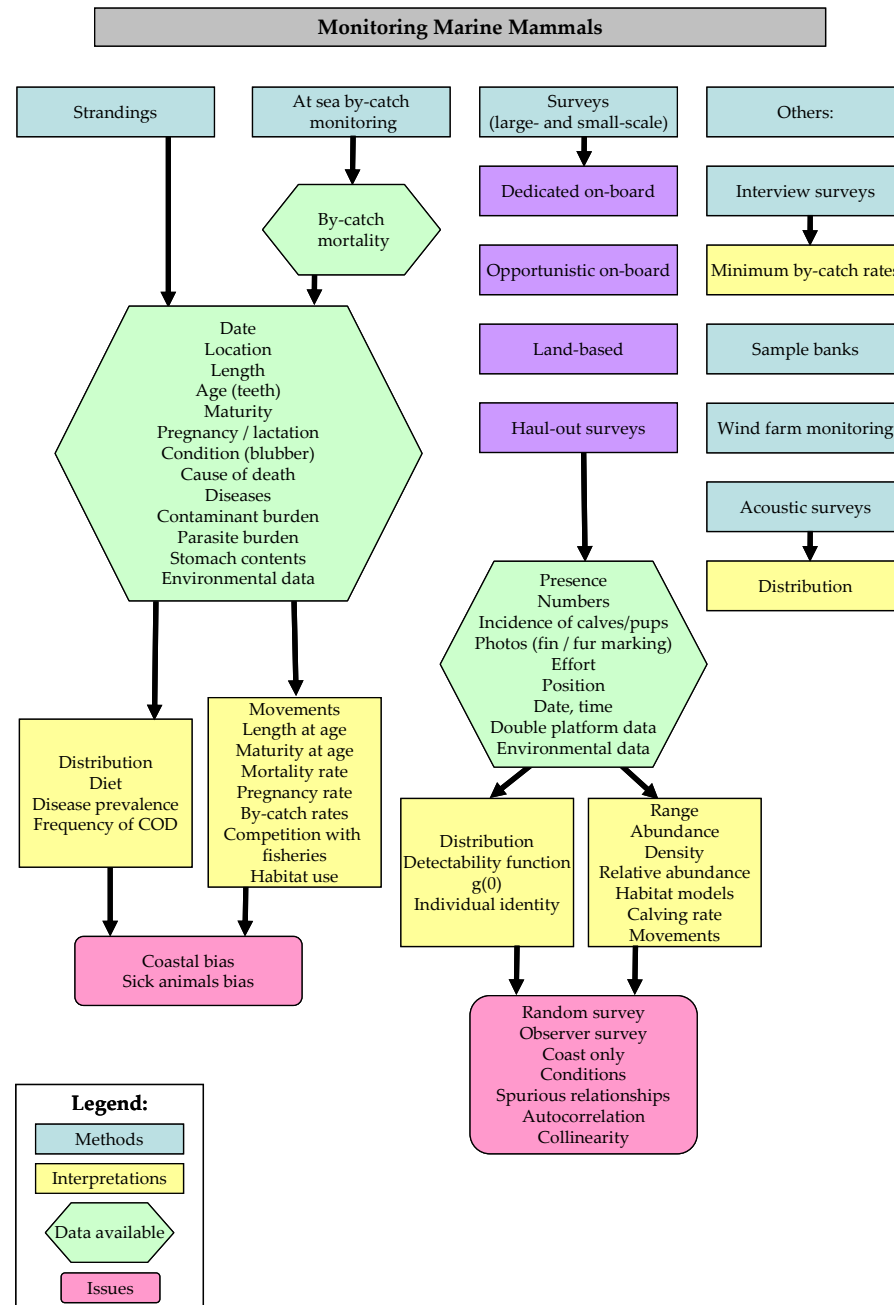 Monitoring Marine Mammals
Strandings
At sea by-catch
monitoring
By-catch
mortality
Date
Location
Length
Age (teeth)
Maturity
Pregnancy / lactation
Condition (blubber)
Cause of death
Diseases
Contaminant burden
Parasite burden
Stomach contents
Environmental data
Distribution
Diet
Disease prevalence
Frequency of COD
Movements
Length at age
Maturity at age
Mortality rate
Pregnancy rate
By-catch rates
Competition with
fisheries
Habitat use
Coastal bias
Sick animals bias
Surveys
(large- and small-scale)
Dedicated on-board
Opportunistic on-board
Land-based
Haul-out surveys
Presence
Numbers
Incidence of calves/pups
Photos (fin / fur marking)
Effort
Position
Date, time
Double platform data
Environmental data
Distribution
Detectability function
g(0)
Individual identity
Range
Abundance
Density
Relative abundance
Habitat models
Calving rate
Movements
Random survey
Observer survey
Coast only
Conditions
Spurious relationships
Autocorrelation
Collinearity
Others:
Interview surveys
Minimum by-catch rates
Sample banks
Wind farm monitoring
Acoustic surveys
Distribution
Legend:
Methods
Interpretations
Data available
Issues